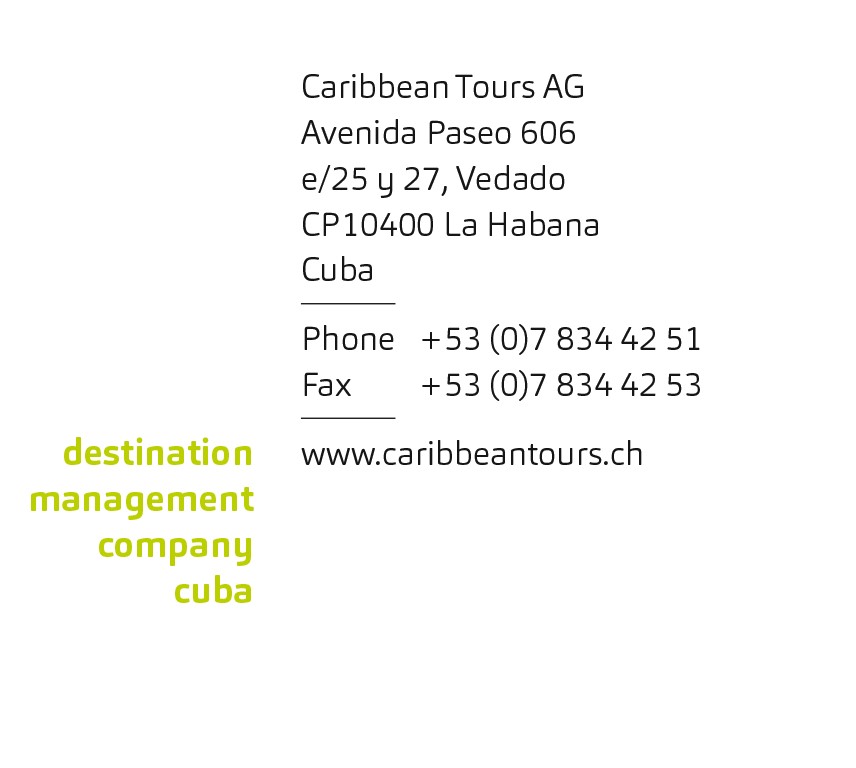 Caribbean Tours AG
Avenida Paseo 606
e/25 y 27, Vedado
CP10400 La Habana
Cuba
Phone +53 (0)7 834 42 51
Fax +53 (0)7 834 42 53
www.caribbeantours.ch
destination
management
company
cuba